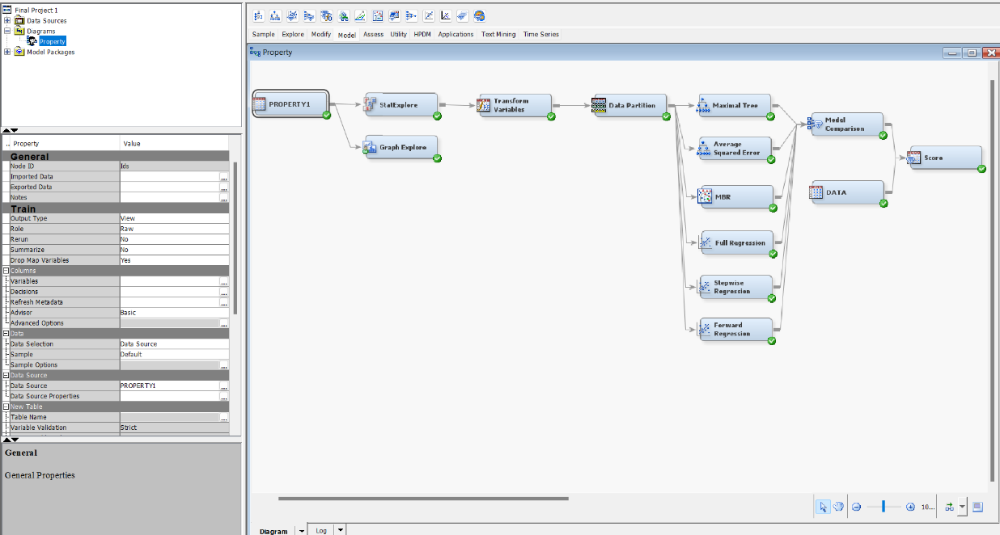 Final Project 1
Data Sources
Diagrams
Property
Model Packages
.. Property Value
General
Node ID Ids
Imported Data ...
Exported Data ...
Notes ...
Train
Output Type View
Role Raw
Rerun No
Summarize No
Drop Map Variables Yes
Columns
Variables ...
Decisions ...
Refresh Metadata ...
Advisor Basic
Advanced Options ...
Data
Data Selection Data Source
Sample Default
Sample Options ...
Data Source
Data Source PROPERTY1 ...
Data Source Properties ...
New Table
Table Name ...
Variable Validation Strict
General
General Properties
Sample Explore Modify Model Assess Utility HPDM Applications Text Mining Time Series
Property
PROPERTY1
StatExplore
Graph Explore
Transform
Variables
Data Partition
Maximal Tree
Average
Squared Error
MBR
Full Regression
Stepwise
Regression
Forward
Regression
Model
Comparison
DATA
Score
10...
Diagram Log